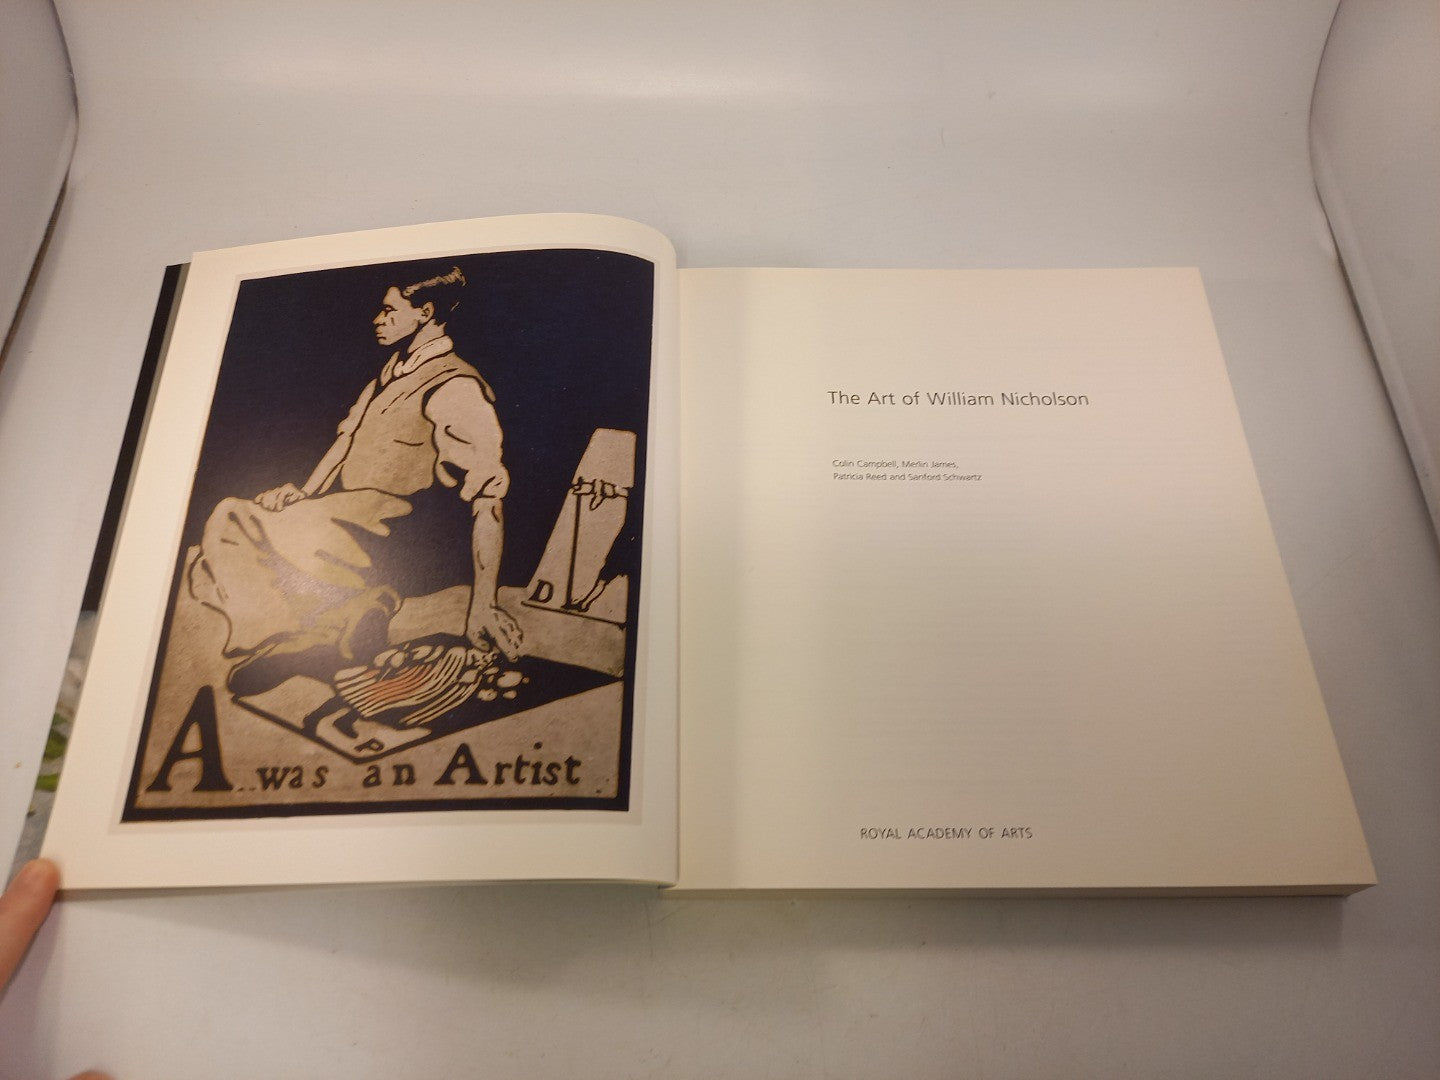 A was an Artist
D
P
The Art of William Nicholson
Colin Campbell, Merlin James,
Patricia Reed and Sanford Schwartz
ROYAL ACADEMY OF ARTS